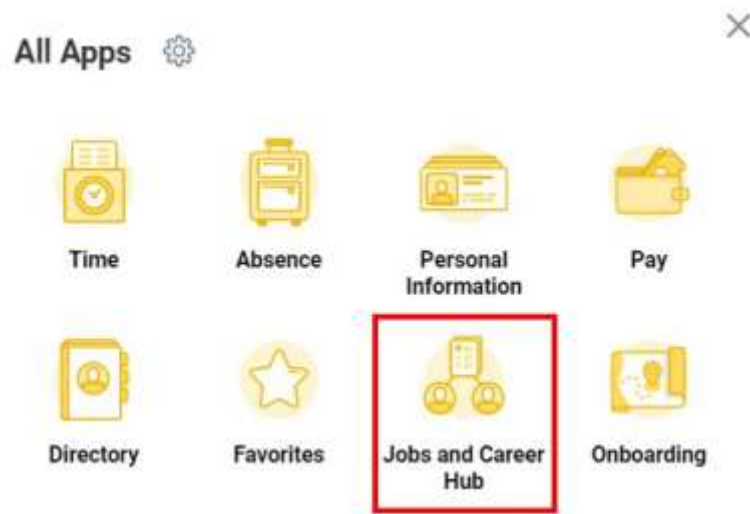 All Apps
Time
Absence
Personal
Information
Pay
Directory
Favorites
Jobs and Career
Hub
Onboarding